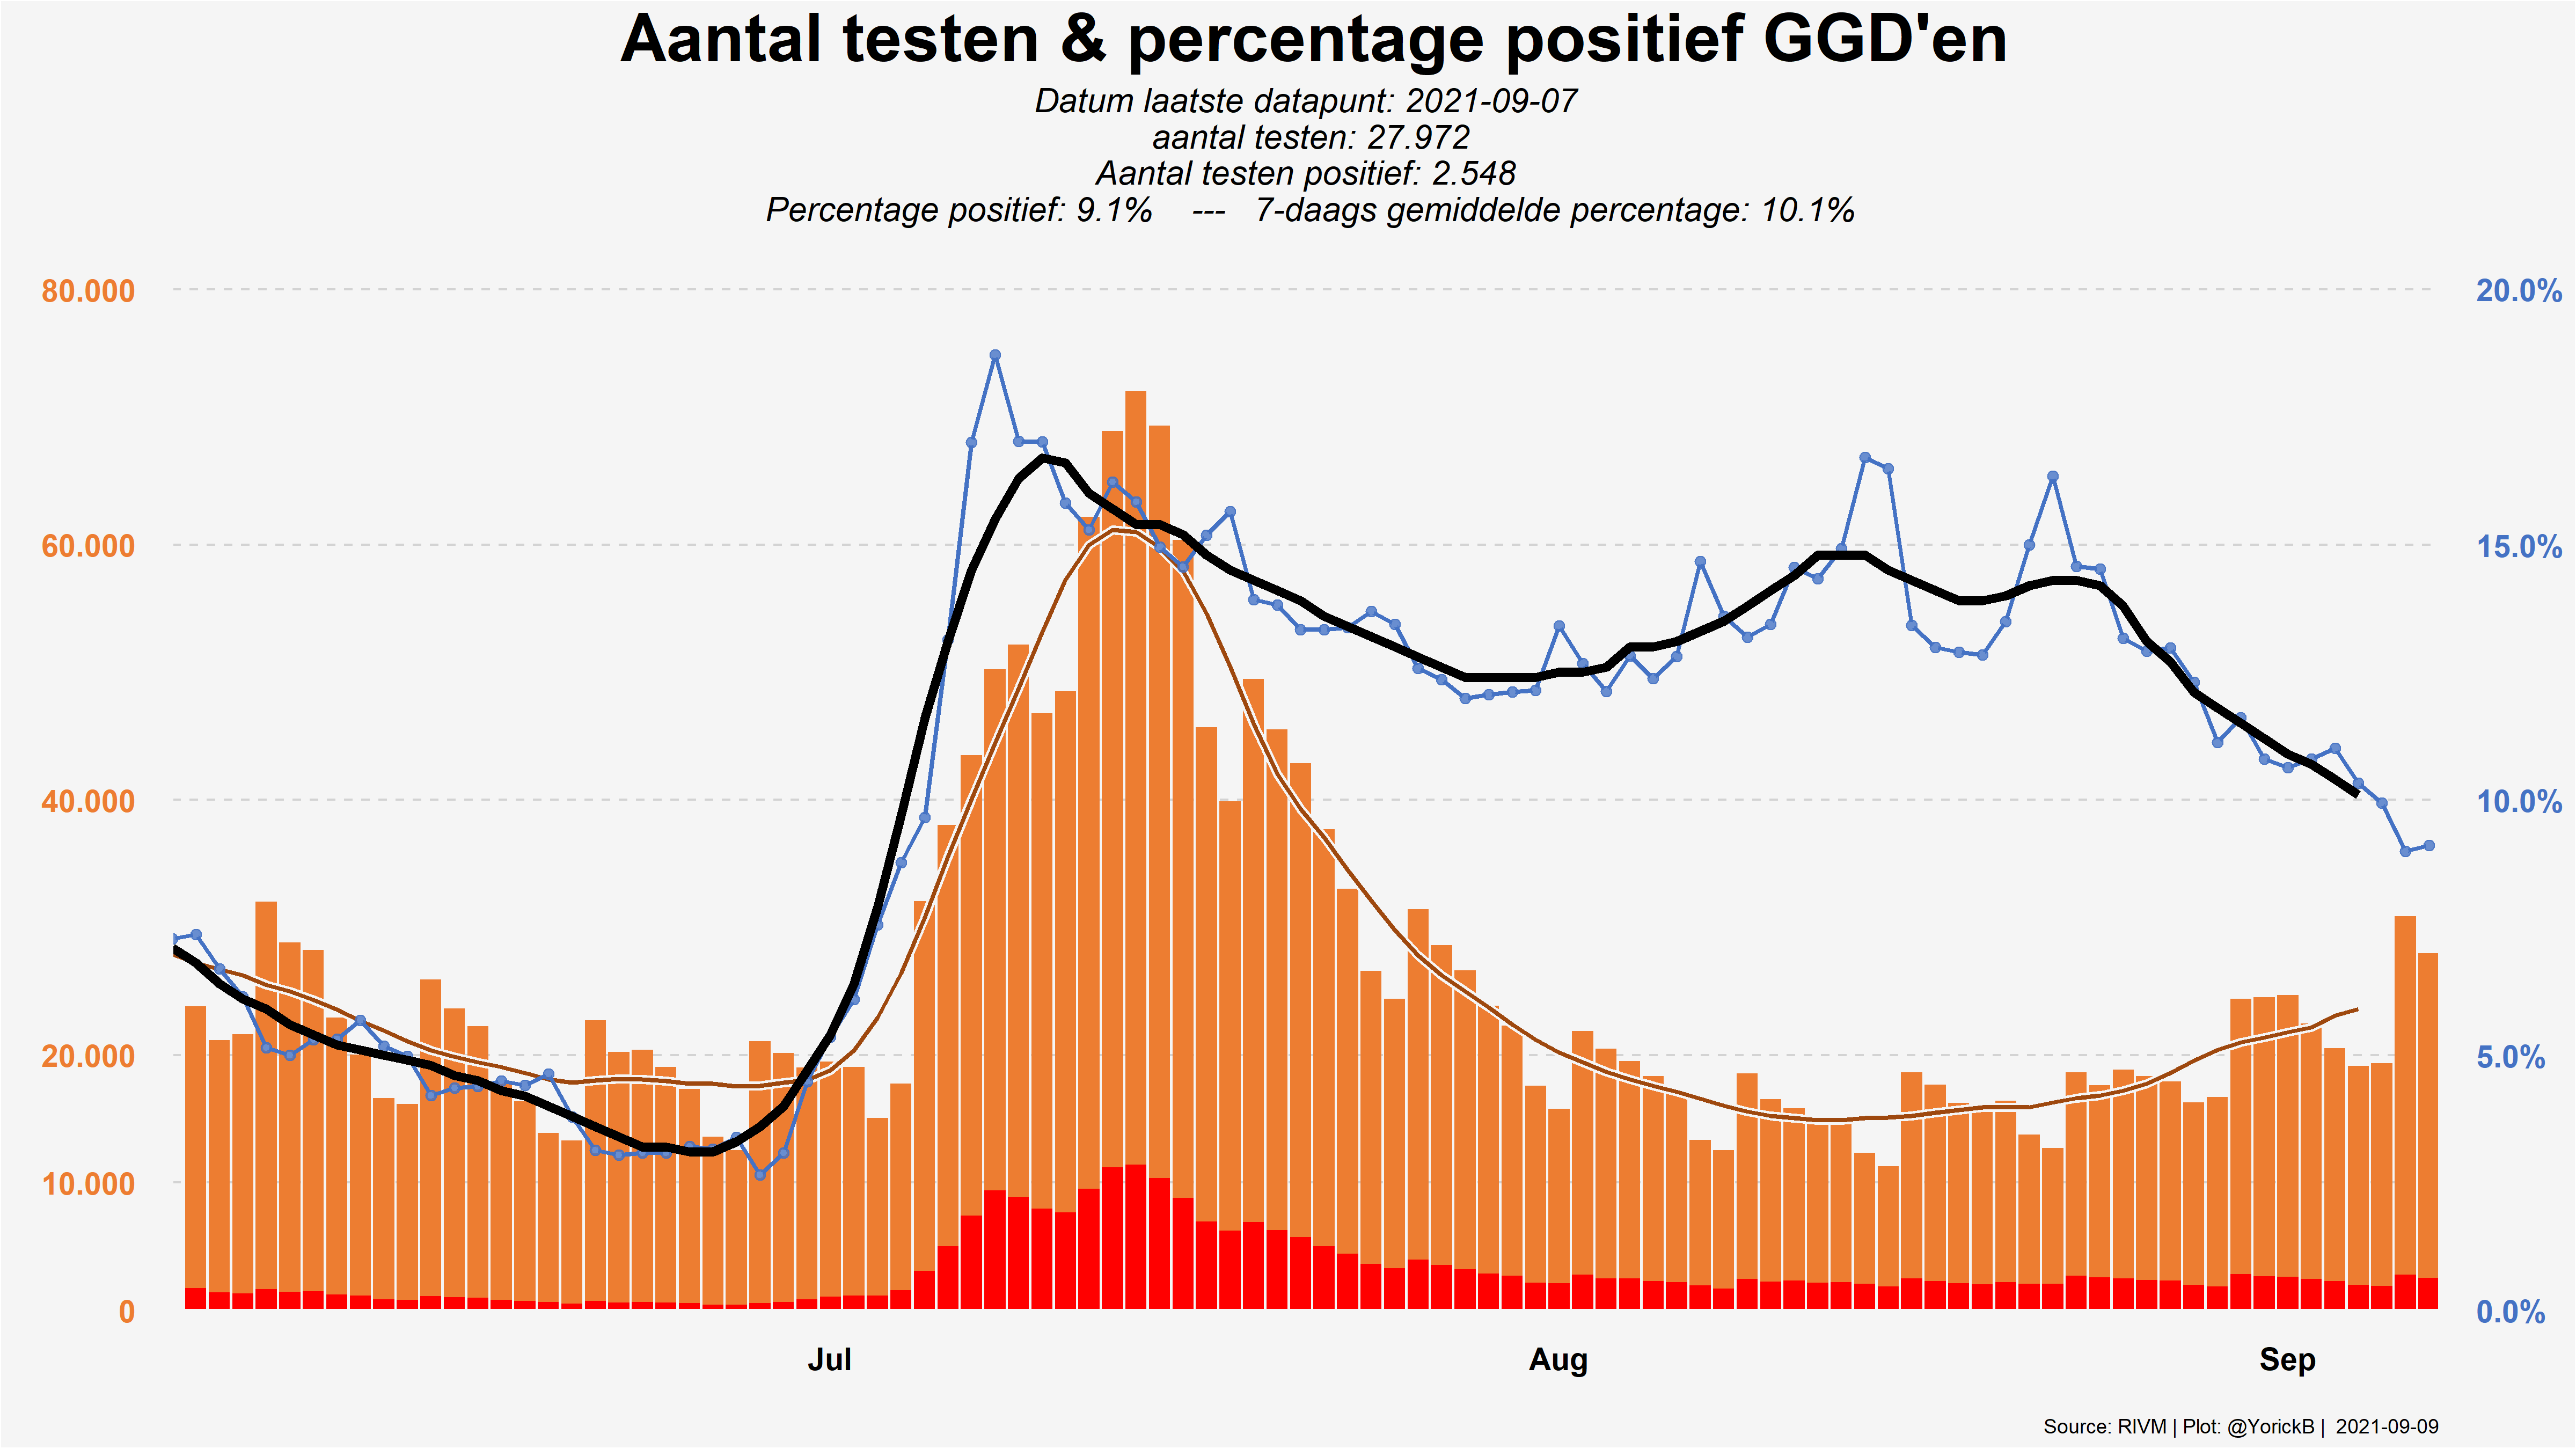 Aantal testen & percentage positief GGD'en
Datum laatste datapunt: 2021-09-07
aantal testen: 27.972
Aantal testen positief: 2.548
Percentage positief: 9.1% --- 7-daags gemiddelde percentage: 10.1%
80.000
20.0%
60.000
15.0%
40.000
10.0%
20.000
5.0%
10.000
0
0.0%
Jul
Aug
Sep
Source: RIVM | Plot: @YorickB | 2021-09-09